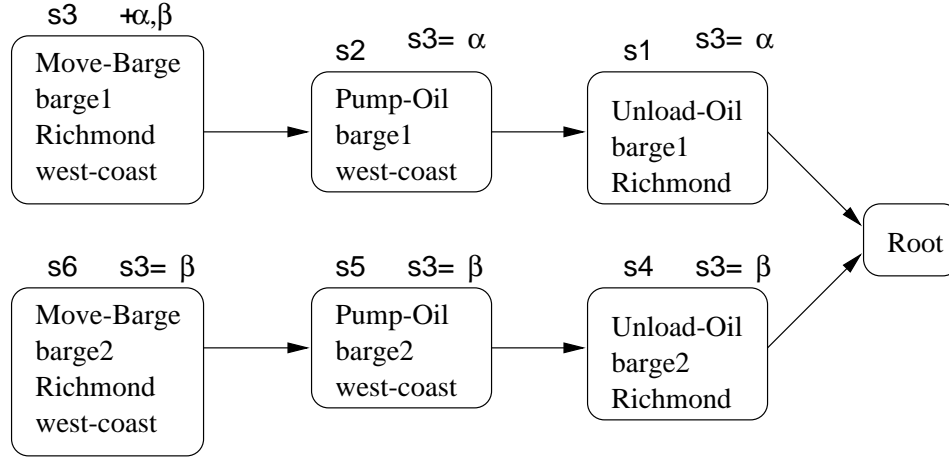 s3 +α,β
Move-Barge
barge1
Richmond
west-coast
s2 s3= α
Pump-Oil
barge1
west-coast
s1 s3= α
Unload-Oil
barge1
Richmond
Root
s6 s3= β
Move-Barge
barge2
Richmond
west-coast
s5 s3= β
Pump-Oil
barge2
west-coast
s4 s3= β
Unload-Oil
barge2
Richmond